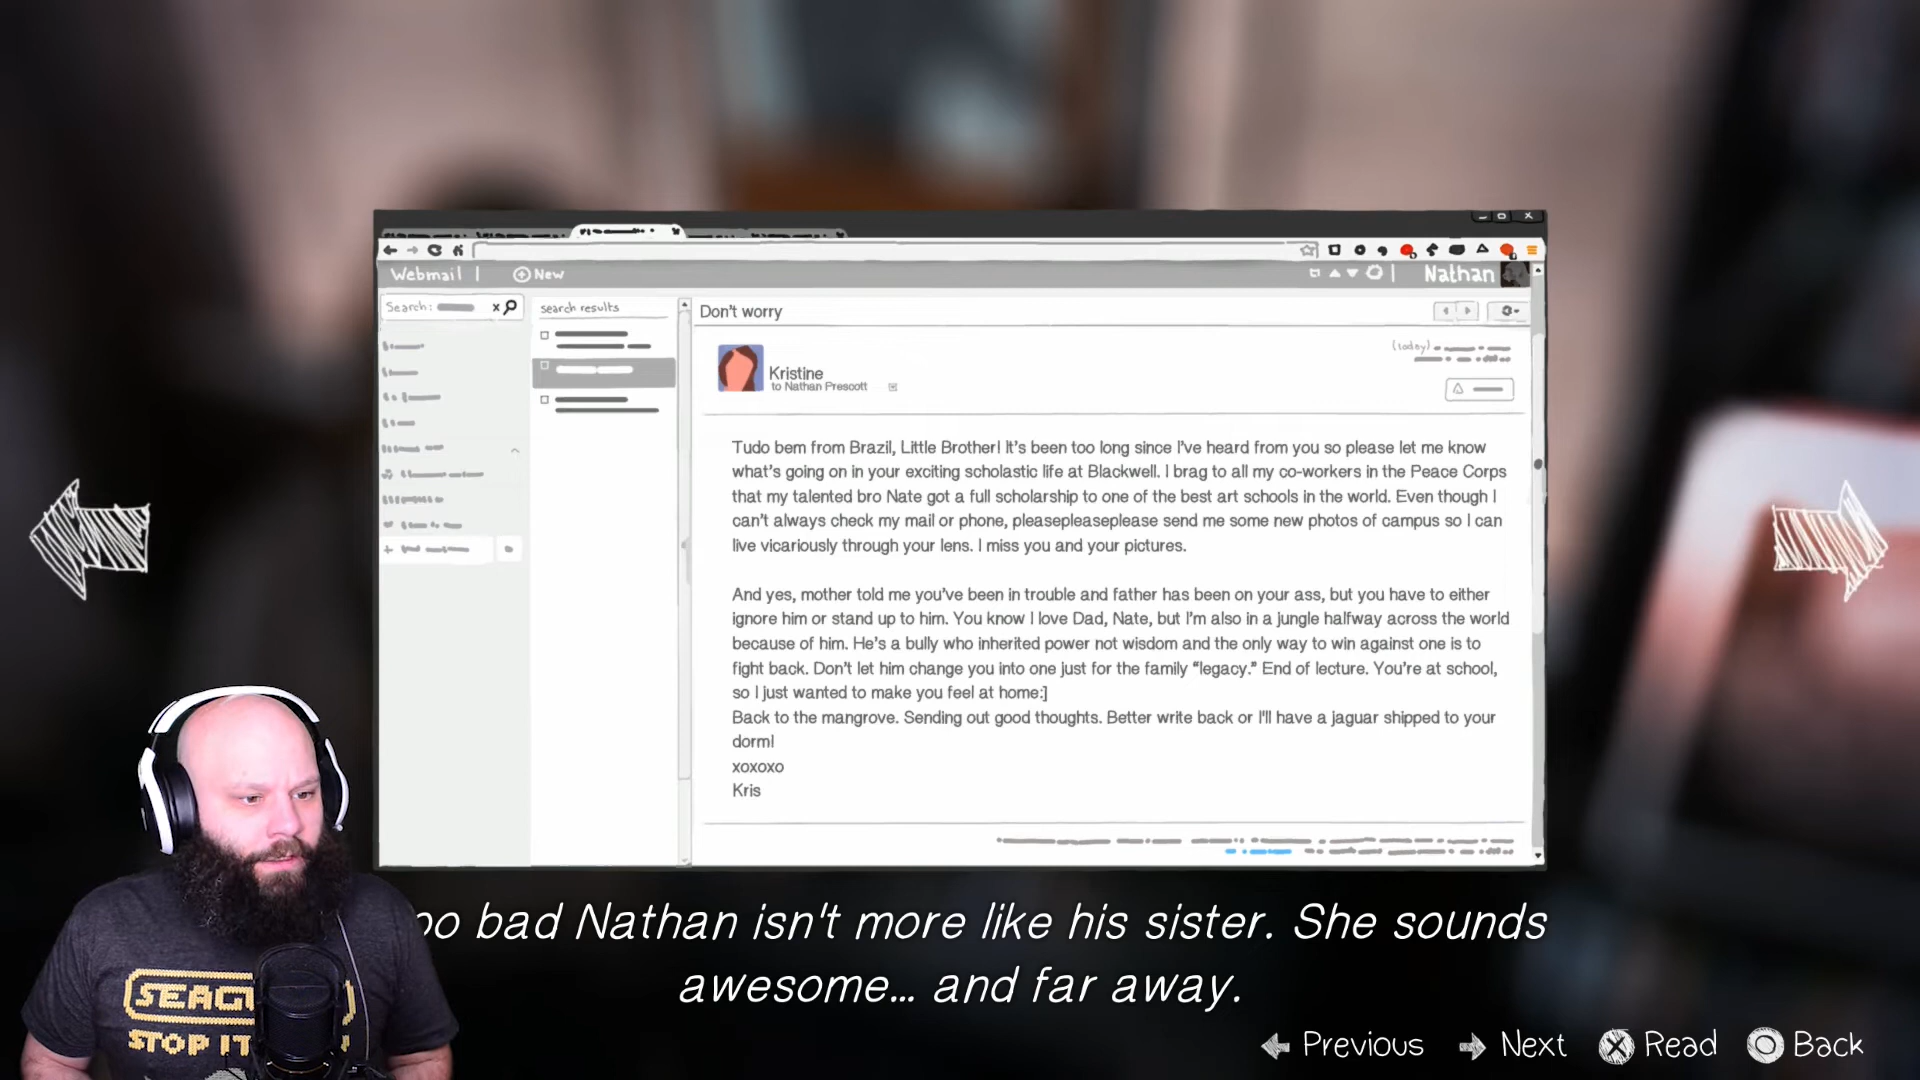 Webmail | New
Nathan
Search:
search results
Don't worry
(today)
Kristine
to Nathan Prescott
Tudo bem from Brazil, Little Brother! It's been too long since I've heard from you so please let me know
what's going on in your exciting scholastic life at Blackwell. I brag to all my co-workers in the Peace Corps
that my talented bro Nate got a full scholarship to one of the best art schools in the world. Even though I
can't always check my mail or phone, pleasepleaseplease send me some new photos of campus so I can
live vicariously through your lens. I miss you and your pictures.
And yes, mother told me you've been in trouble and father has been on your ass, but you have to either
ignore him or stand up to him. You know I love Dad, Nate, but I'm also in a jungle halfway across the world
because of him. He's a bully who inherited power not wisdom and the only way to win against one is to
fight back. Don't let him change you into one just for the family “legacy.” End of lecture. You're at school,
so I just wanted to make you feel at home:]
Back to the mangrove. Sending out good thoughts. Better write back or I'll have a jaguar shipped to your
dorm!
xoxoxo
Kris
bad Nathan isn't more like his sister. She sounds
awesome... and far away.
STOP IT
Previous Next Read Back